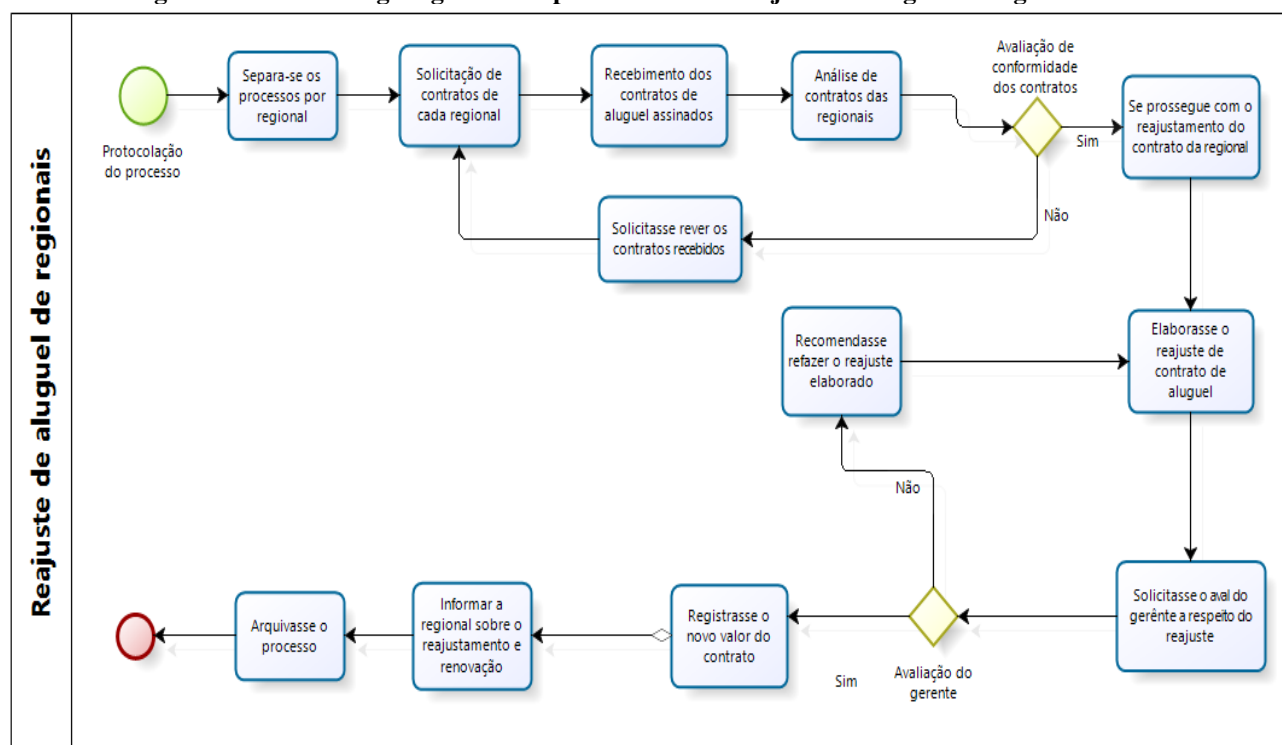 Reajuste de aluguel de regionais
Protocolação
do processo
Separa-se os
processos por
regional
Solicitação de
contratos de
cada regional
Recebimento dos
contratos de
aluguel assinados
Análise de
contratos das
regionais
Avaliação de
conformidade
dos contratos
Sim
Se prossegue com o
reajustamento do
contrato da regional
Não
Solicitasse rever os
contratos recebidos
Elaborasse o
reajuste de
contrato de
aluguel
Recomendasse
refazer o reajuste
elaborado
Não
Solicitasse o aval do
gerênte a respeito do
reajuste
Avaliação do
gerente
Sim
Registrasse o
novo valor do
contrato
Informar a
regional sobre o
reajustamento e
renovação
Arquivasse o
processo